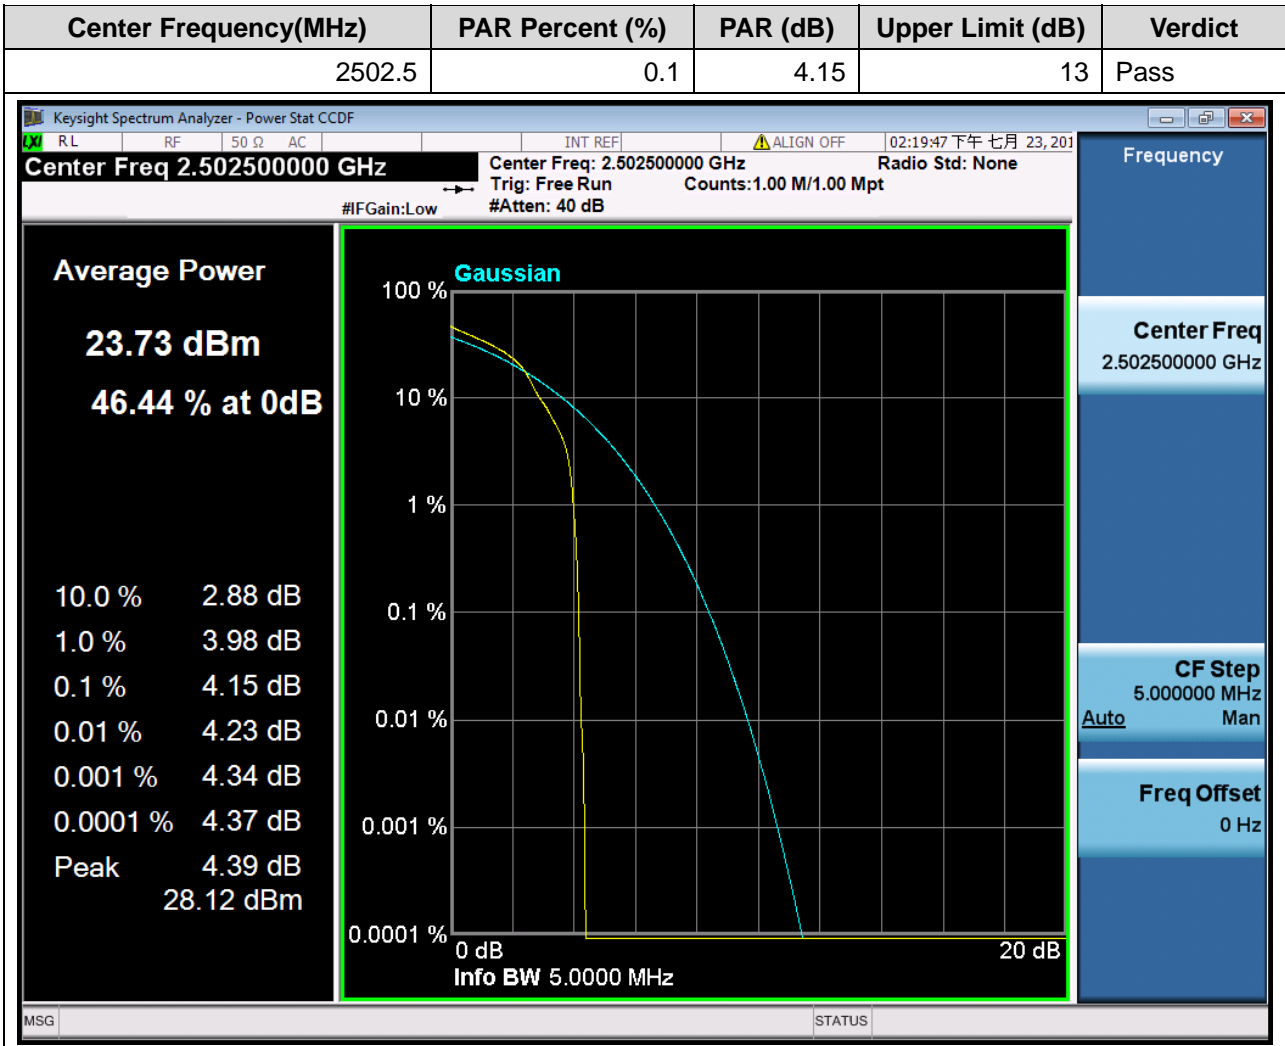 Center Frequency(MHz) PAR Percent (%) PAR (dB) Upper Limit (dB) Verdict
2502.5 0.1 4.15 13 Pass
Keysight Spectrum Analyzer - Power Stat CCDF
LXI RL RF 50 Ω AC INT REF ALIGN OFF 02:19:47 下午 七月 23, 201
Center Freq 2.502500000 GHz
Center Freq: 2.502500000 GHz Radio Std: None
Trig: Free Run Counts:1.00 M/1.00 Mpt
#IFGain:Low #Atten: 40 dB
Frequency
Average Power
23.73 dBm
46.44 % at 0dB
10.0 % 2.88 dB
1.0 % 3.98 dB
0.1 % 4.15 dB
0.01 % 4.23 dB
0.001 % 4.34 dB
0.0001 % 4.37 dB
Peak 4.39 dB
28.12 dBm
Gaussian
100 %
10 %
1 %
0.1 %
0.01 %
0.001 %
0.0001 %
0 dB 20 dB
Info BW 5.0000 MHz
Center Freq
2.502500000 GHz
CF Step
5.000000 MHz
Auto Man
Freq Offset
0 Hz
MSG STATUS